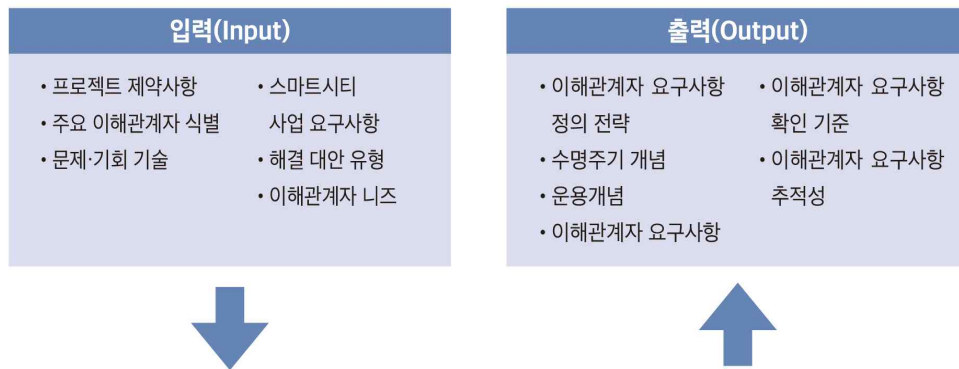 입력(Input)
• 프로젝트 제약사항
• 주요 이해관계자 식별
• 문제·기회 기술
• 스마트시티
사업 요구사항
• 해결 대안 유형
• 이해관계자 니즈
출력(Output)
• 이해관계자 요구사항
정의 전략
• 수명주기 개념
• 운용개념
• 이해관계자 요구사항
• 이해관계자 요구사항
확인 기준
• 이해관계자 요구사항
추적성